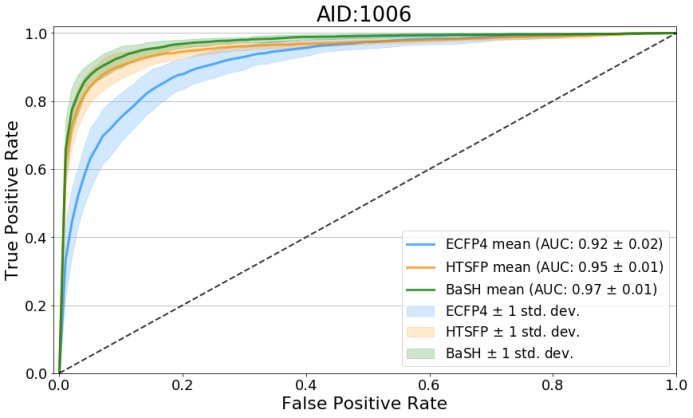 AID:1006
True Positive Rate
1.0
0.8
0.6
0.4
0.2
0.0
ECFP4 mean (AUC: 0.92 ± 0.02)
HTSFP mean (AUC: 0.95 ± 0.01)
BaSH mean (AUC: 0.97 ± 0.01)
ECFP4 ± 1 std. dev.
HTSFP ± 1 std. dev.
BaSH ± 1 std. dev.
0.0 0.2 0.4 0.6 0.8 1.0
False Positive Rate